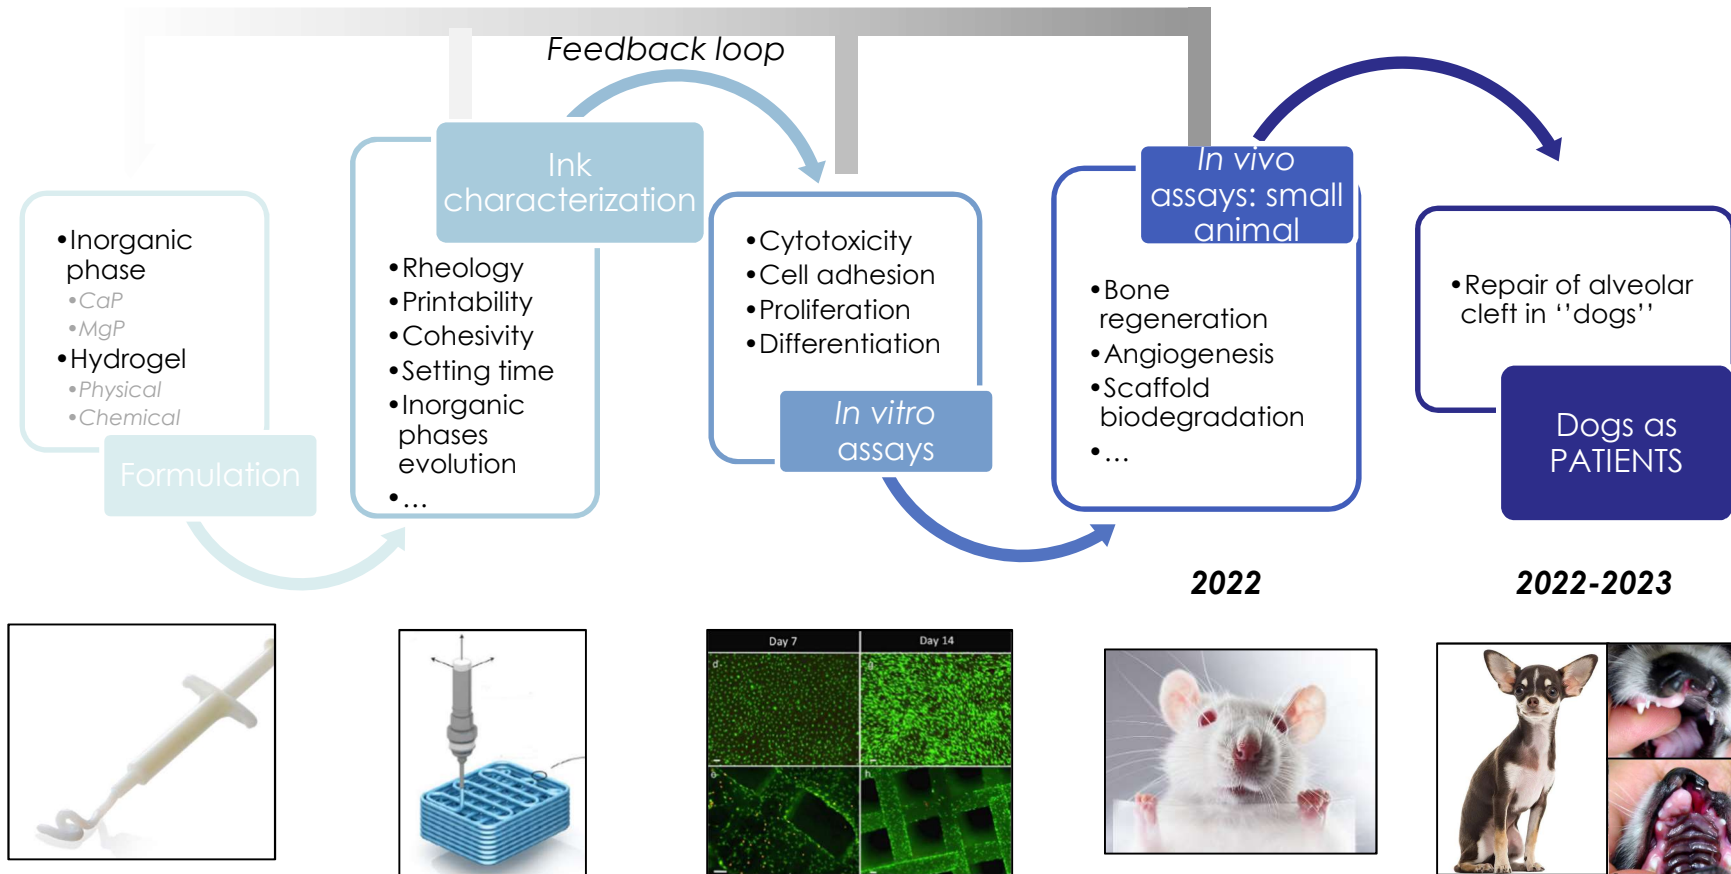 Feedback loop
•Inorganic
phase
•CaP
•MgP
•Hydrogel
•Physical
•Chemical
Formulation
Ink
characterization
•Rheology
•Printability
•Cohesivity
•Setting time
•Inorganic
phases
evolution
•...
•Cytotoxicity
•Cell adhesion
•Proliferation
•Differentiation
In vitro
assays
In vivo
assays: small
animal
•Bone
regeneration
•Angiogenesis
•Scaffold
biodegradation
•...
•Repair of alveolar
cleft in ‘’dogs’’
Dogs as
PATIENTS
2022
2022-2023
Day 7
Day 14
d
h